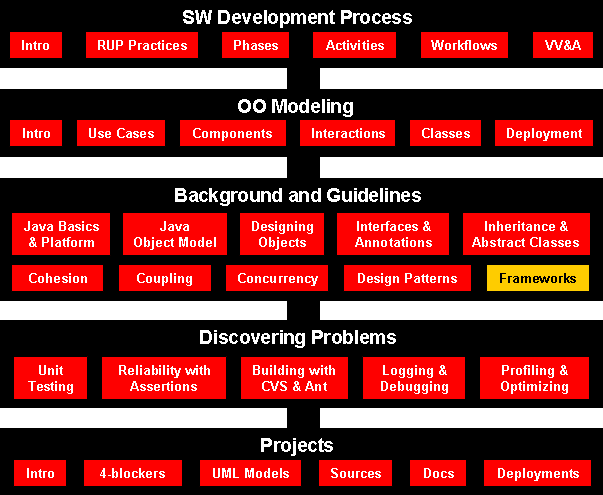 SW Development Process
Intro RUP Practices Phases Activities Workflows VV&A
OO Modeling
Intro Use Cases Components Interactions Classes Deployment
Background and Guidelines
Java Basics Java Designing Interfaces & Inheritance &
& Platform Object Model Objects Annotations Abstract Classes
Cohesion Coupling Concurrency Design Patterns Frameworks
Discovering Problems
Unit Reliability with Building with Logging & Profiling &
Testing Assertions CVS & Ant Debugging Optimizing
Projects
Intro 4-blockers UML Models Sources Docs Deployments